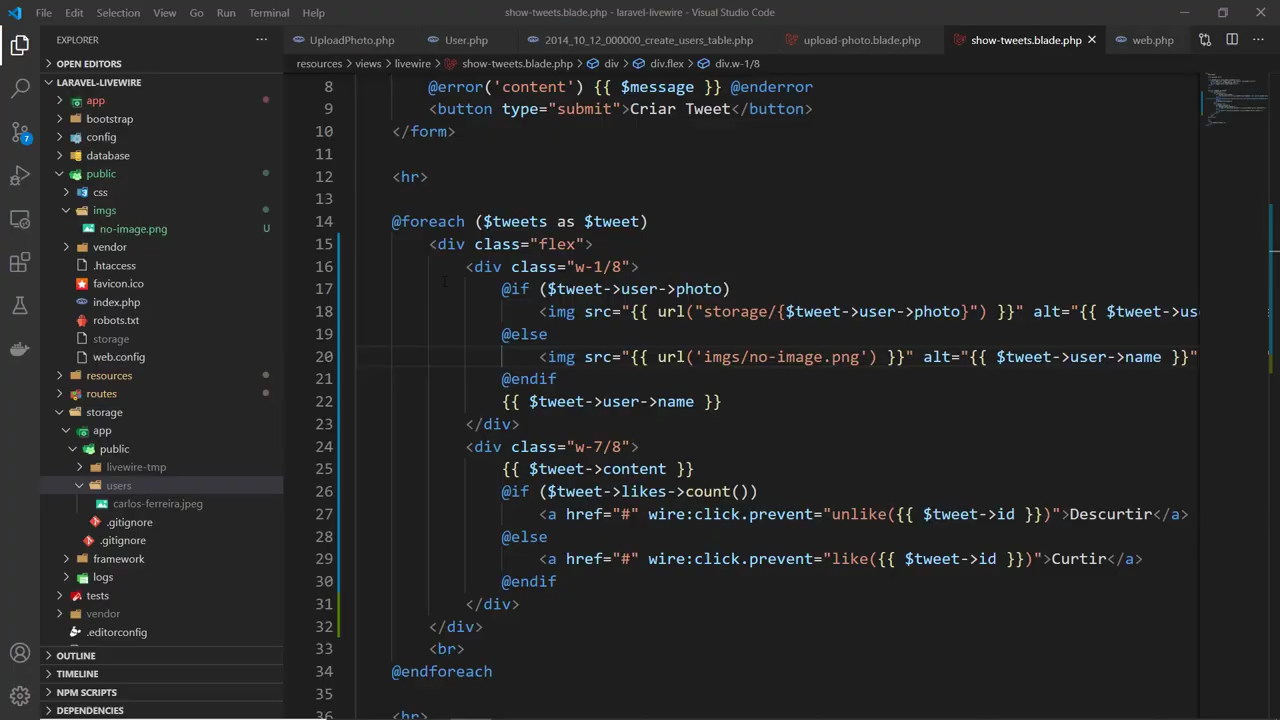 File Edit Selection View Go Run Terminal Help
show-tweets.blade.php - laravel-livewire - Visual Studio Code
EXPLORER
UploadPhoto.php
User.php
2014_10_12_000000_create_users_table.php
upload-photo.blade.php
show-tweets.blade.php
web.php
OPEN EDITORS
LARAVEL-LIVEWIRE
app
bootstrap
config
database
public
css
imgs
no-image.png U
vendor
.htaccess
favicon.ico
index.php
robots.txt
storage
web.config
resources
routes
storage
app
public
livewire-tmp
users
carlos-ferreira.jpeg
.gitignore
.gitignore
framework
logs
tests
vendor
.editorconfig
OUTLINE
TIMELINE
NPM SCRIPTS
DEPENDENCIES
7
resources > views > livewire > show-tweets.blade.php > div > div.flex > div.w-1/8
8 @error('content') {{ $message }} @enderror
9 <button type="submit">Criar Tweet</button>
10 </form>
11
12 <hr>
13
14 @foreach ($tweets as $tweet)
15 <div class="flex">
16 <div class="w-1/8">
17 @if ($tweet->user->photo)
18 <img src="{{ url("storage/{$tweet->user->photo}") }}" alt="{{ $tweet->us
19 @else
20 <img src="{{ url('imgs/no-image.png') }}" alt="{{ $tweet->user->name }}"
21 @endif
22 {{ $tweet->user->name }}
23 </div>
24 <div class="w-7/8">
25 {{ $tweet->content }}
26 @if ($tweet->likes->count())
27 <a href="#" wire:click.prevent="unlike({{ $tweet->id }})">Descurtir</a>
28 @else
29 <a href="#" wire:click.prevent="like({{ $tweet->id }})">Curtir</a>
30 @endif
31 </div>
32 </div>
33 <br>
34 @endforeach
35
36 <hr>